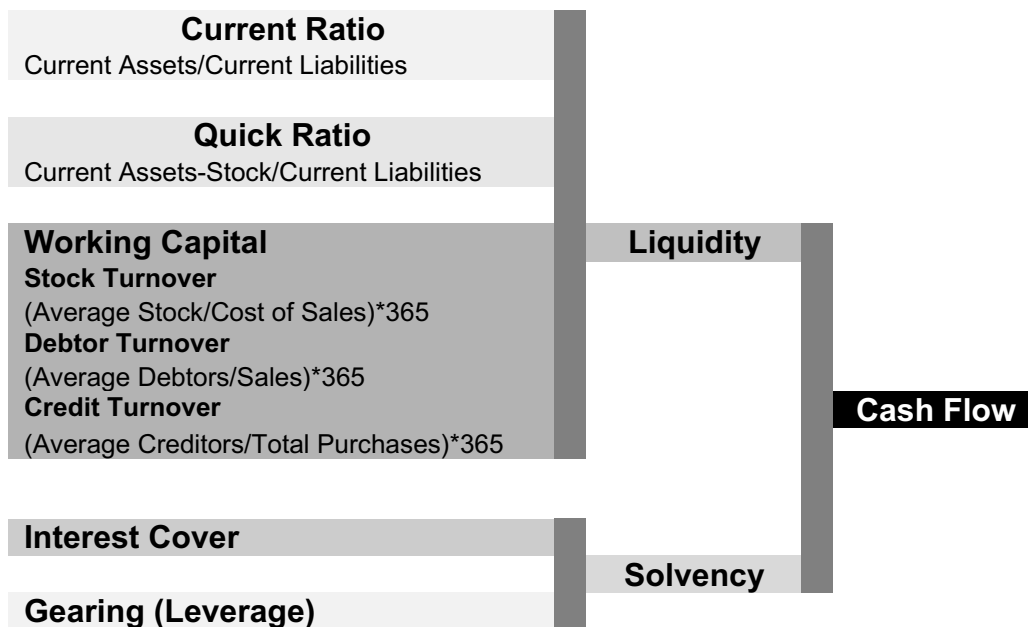 Current Ratio
Current Assets/Current Liabilities
Quick Ratio
Current Assets-Stock/Current Liabilities
Working Capital
Stock Turnover
(Average Stock/Cost of Sales)*365
Debtor Turnover
(Average Debtors/Sales)*365
Credit Turnover
(Average Creditors/Total Purchases)*365
Liquidity
Cash Flow
Interest Cover
Solvency
Gearing (Leverage)